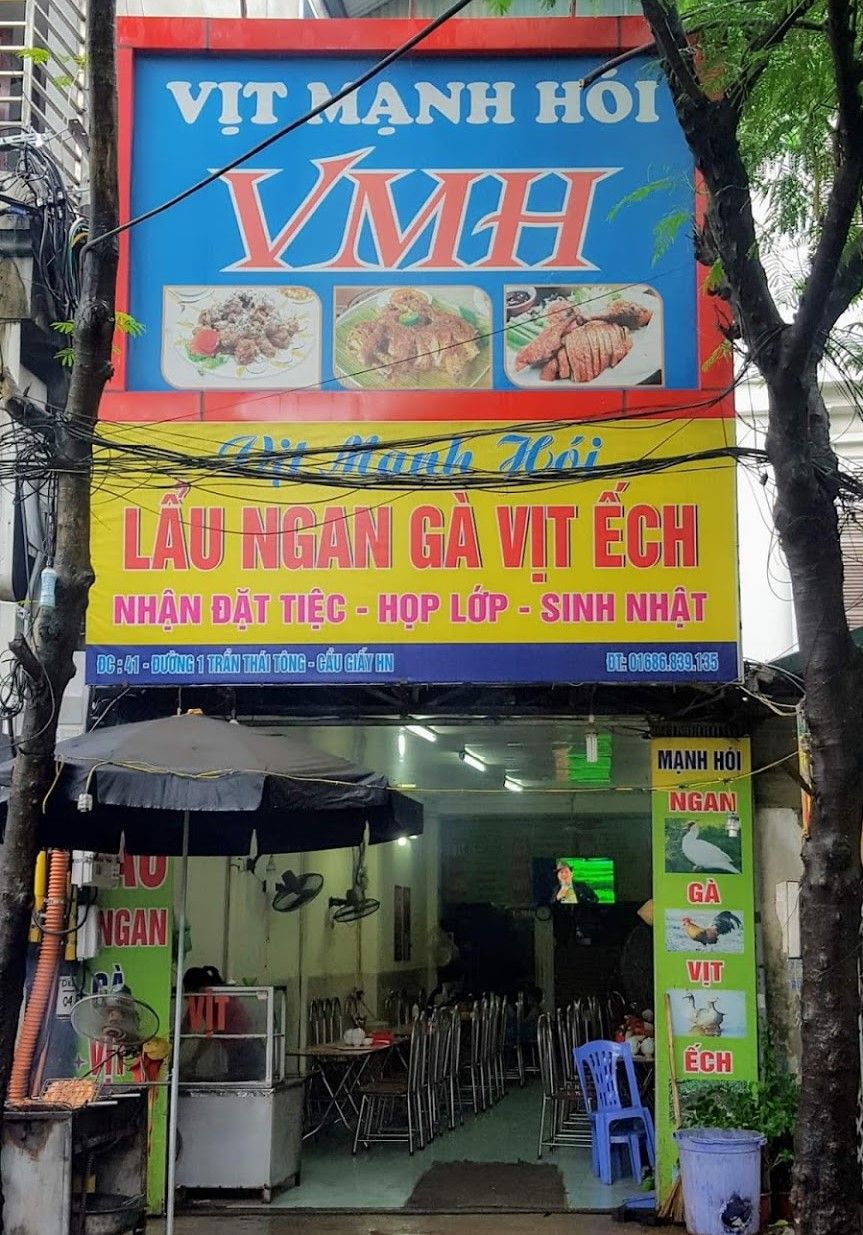 VỊT MẠNH HÓI
VMH
Vịt Mạnh Hói
LẨU NGAN GÀ VỊT ẾCH
NHẬN ĐẶT TIỆC - HỌP LỚP - SINH NHẬT
ĐC : 41 - ĐƯỜNG 1 TRẦN THÁI TÔNG - CẦU GIẤY HN
ĐT: 01686.839.135
MẠNH HÓI
NGAN
GÀ
VỊT
ẾCH
NGAN
GÀ
VỊT
VỊT